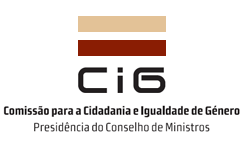 CiG
Comissão para a Cidadania e Igualdade de Género
Presidência do Conselho de Ministros